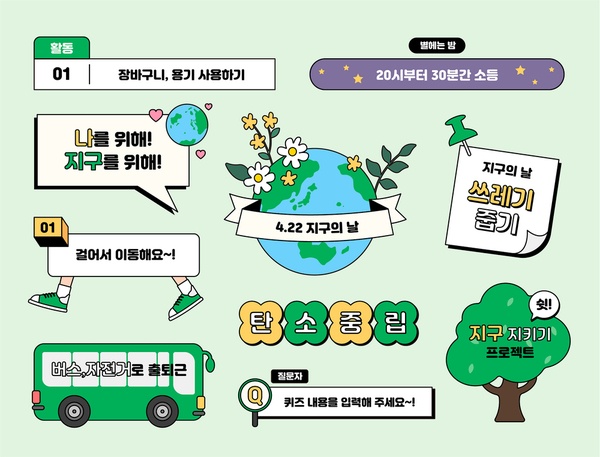 활동
01 장바구니, 용기 사용하기
별헤는 밤
20시부터 30분간 소등
나를 위해!
지구를 위해!
4.22 지구의 날
지구의 날
쓰레기
줍기
01
걸어서 이동해요~!
탄소중립
쉿!
지구 지키기
프로젝트
버스,자전거로 출퇴근
질문자
Q 퀴즈 내용을 입력해 주세요~!